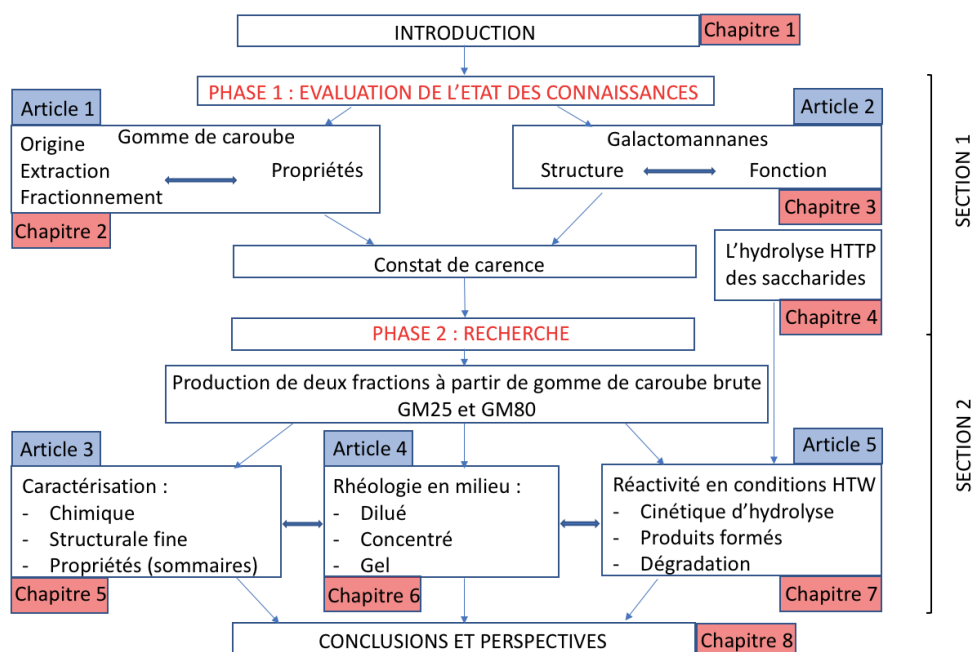 INTRODUCTION
Chapitre 1
PHASE 1 : EVALUATION DE L'ETAT DES CONNAISSANCES
Article 1
Gomme de caroube
Origine
Extraction
Fractionnement
Propriétés
Chapitre 2
Article 2
Galactomannanes
Structure
Fonction
Chapitre 3
SECTION 1
L'hydrolyse HTTP
des saccharides
Chapitre 4
Constat de carence
PHASE 2 : RECHERCHE
Production de deux fractions à partir de gomme de caroube brute
GM25 et GM80
SECTION 2
Article 3
Caractérisation :
- Chimique
- Structurale fine
- Propriétés (sommaires)
Chapitre 5
Article 4
Rhéologie en milieu :
- Dilué
- Concentré
- Gel
Chapitre 6
Article 5
Réactivité en conditions HTW
- Cinétique d'hydrolyse
- Produits formés
- Dégradation
Chapitre 7
CONCLUSIONS ET PERSPECTIVES
Chapitre 8